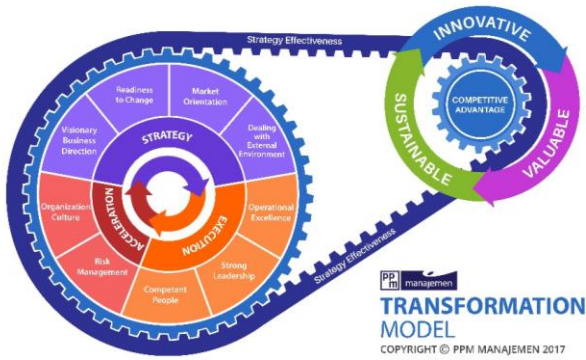 Strategy Effectiveness
INNOVATIVE
SUSTAINABLE
VALUABLE
COMPETITIVE
ADVANTAGE
Readiness
to Change
Market
Orientation
Visionary
Business
Direction
Dealing
with
External
Environment
STRATEGY
ACCELERATION
EXECUTION
Organization
Culture
Operational
Excellence
Risk
Management
Strong
Leadership
Competent
People
Strategy Effectiveness
PPM
manajemen
TRANSFORMATION
MODEL
COPYRIGHT © PPM MANAJEMEN 2017